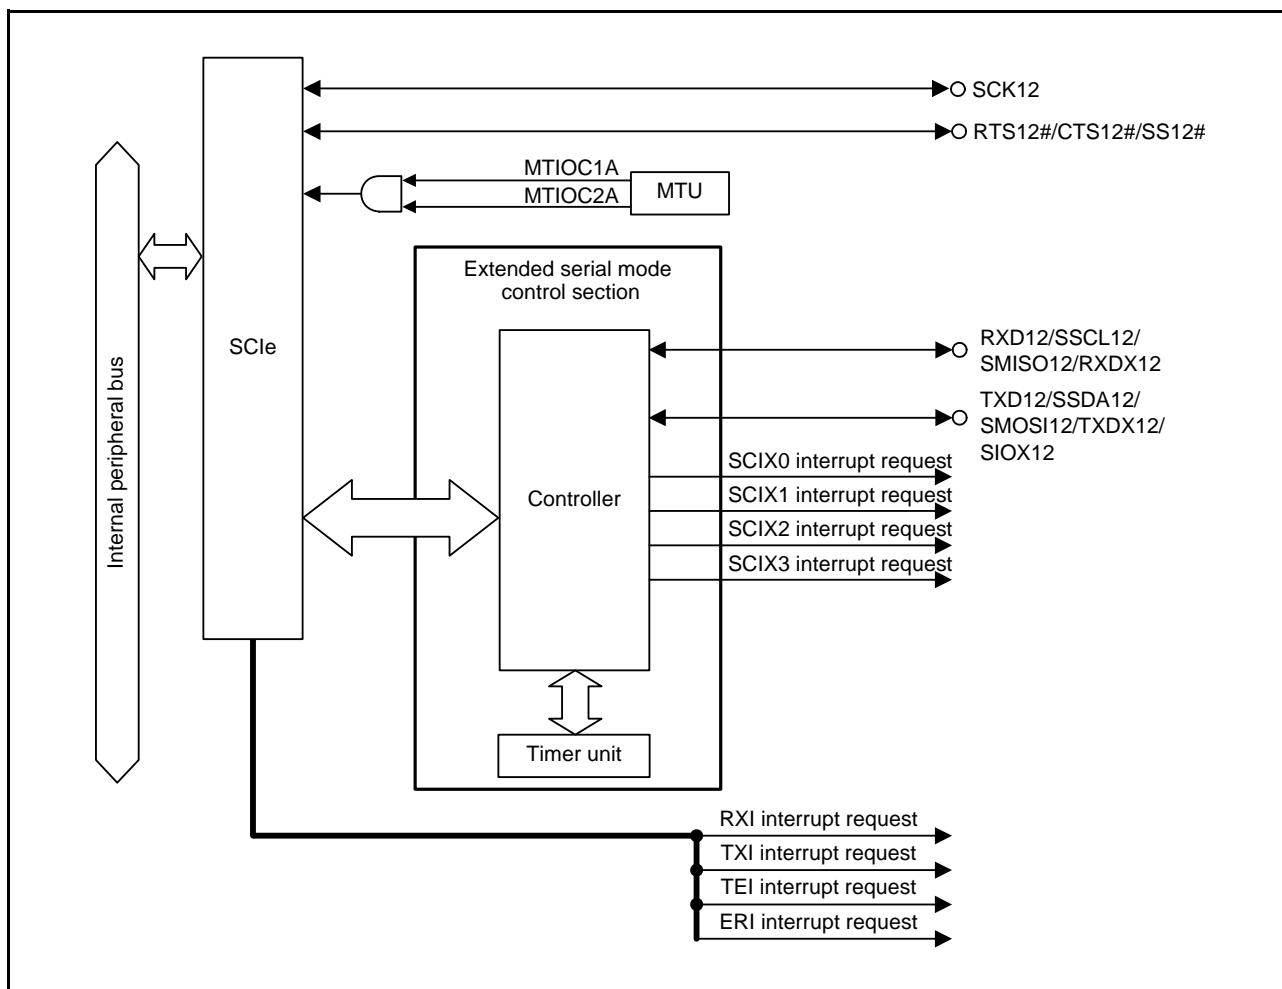 SCK12
RTS12#/CTS12#/SS12#
MTIOC1A
MTIOC2A
MTU
Extended serial mode
control section
SCIe
Internal peripheral bus
Controller
RXD12/SSCL12/
SMISO12/RXDX12
TXD12/SSDA12/
SMOSI12/TXDX12/
SIOX12
SCIX0 interrupt request
SCIX1 interrupt request
SCIX2 interrupt request
SCIX3 interrupt request
Timer unit
RXI interrupt request
TXI interrupt request
TEI interrupt request
ERI interrupt request